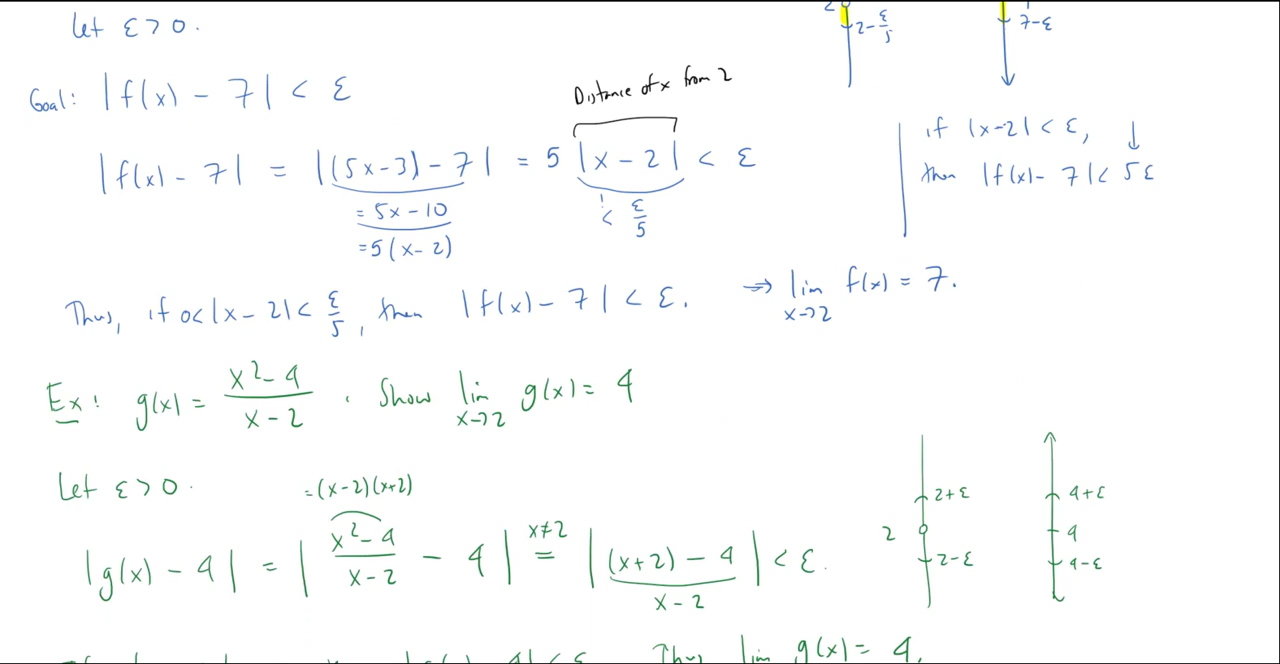 Let ε > 0.
2
2 - ε/5
7-ε
Goal: |f(x) - 7| < ε
Distance of x from 2
|f(x) - 7| = |(5x-3) - 7| = 5 |x - 2| < ε
= 5x - 10
= 5(x - 2)
! < ε/5
if |x-2| < ε, ↓
then |f(x) - 7| < 5ε
Thus, if 0<|x - 2|< ε/5, then |f(x) - 7| < ε. ⇒ lim x→2 f(x) = 7.
Ex: g(x) = (x² - 4)/(x - 2). Show lim x→2 g(x) = 4
Let ε > 0.
= (x-2)(x+2)
|g(x) - 4| = | (x² - 4)/(x - 2) - 4 | x≠2 = |(x+2) - 4| < ε.
x - 2
2+ε
2
2-ε
4+ε
4
4-ε
Thus lim g(x) = 4.